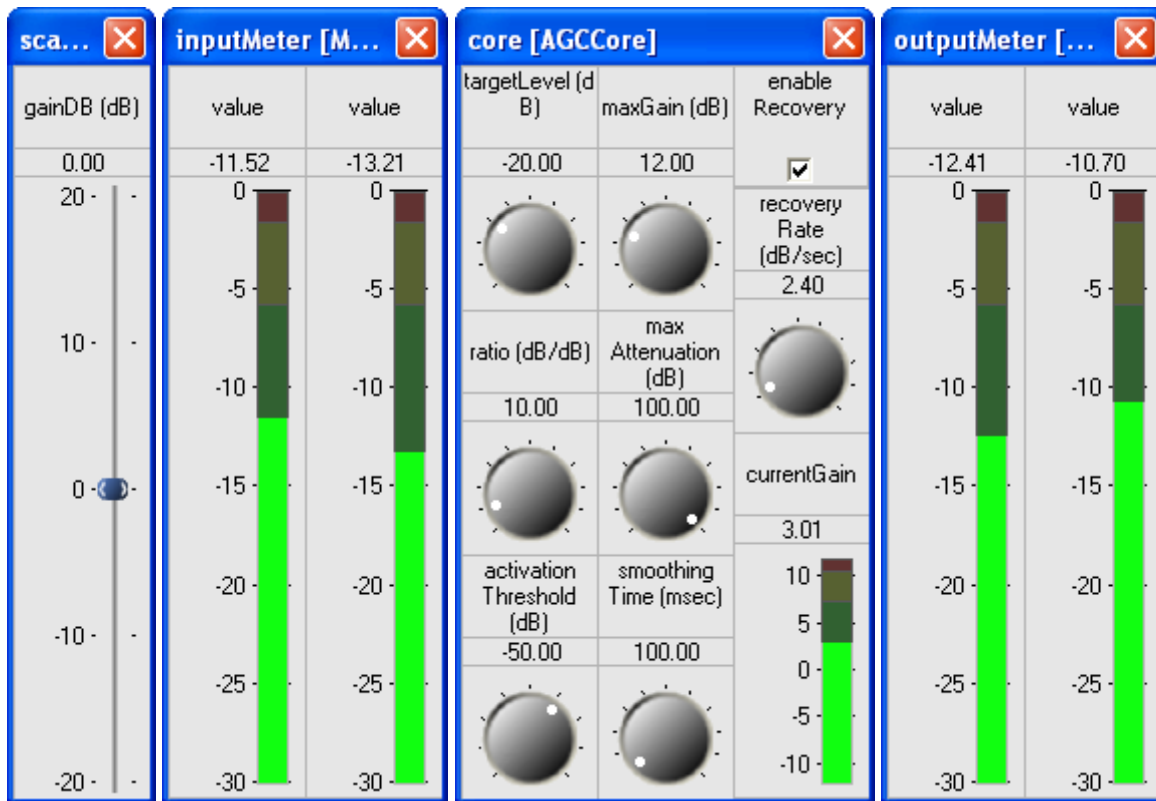 sca...
gainDB (dB)
0.00
20
10
0
-10
-20
inputMeter [M...
value
value
-11.52
-13.21
0
-5
-10
-15
-20
-25
-30
0
-5
-10
-15
-20
-25
-30
core [AGCCore]
targetLevel (d
B)
-20.00
maxGain (dB)
12.00
enable
Recovery
recovery
Rate
(dB/sec)
2.40
ratio (dB/dB)
10.00
max
Attenuation
(dB)
100.00
currentGain
3.01
10
5
0
-5
-10
activation
Threshold
(dB)
-50.00
smoothing
Time (msec)
100.00
outputMeter [...
value
value
-12.41
-10.70
0
-5
-10
-15
-20
-25
-30
0
-5
-10
-15
-20
-25
-30